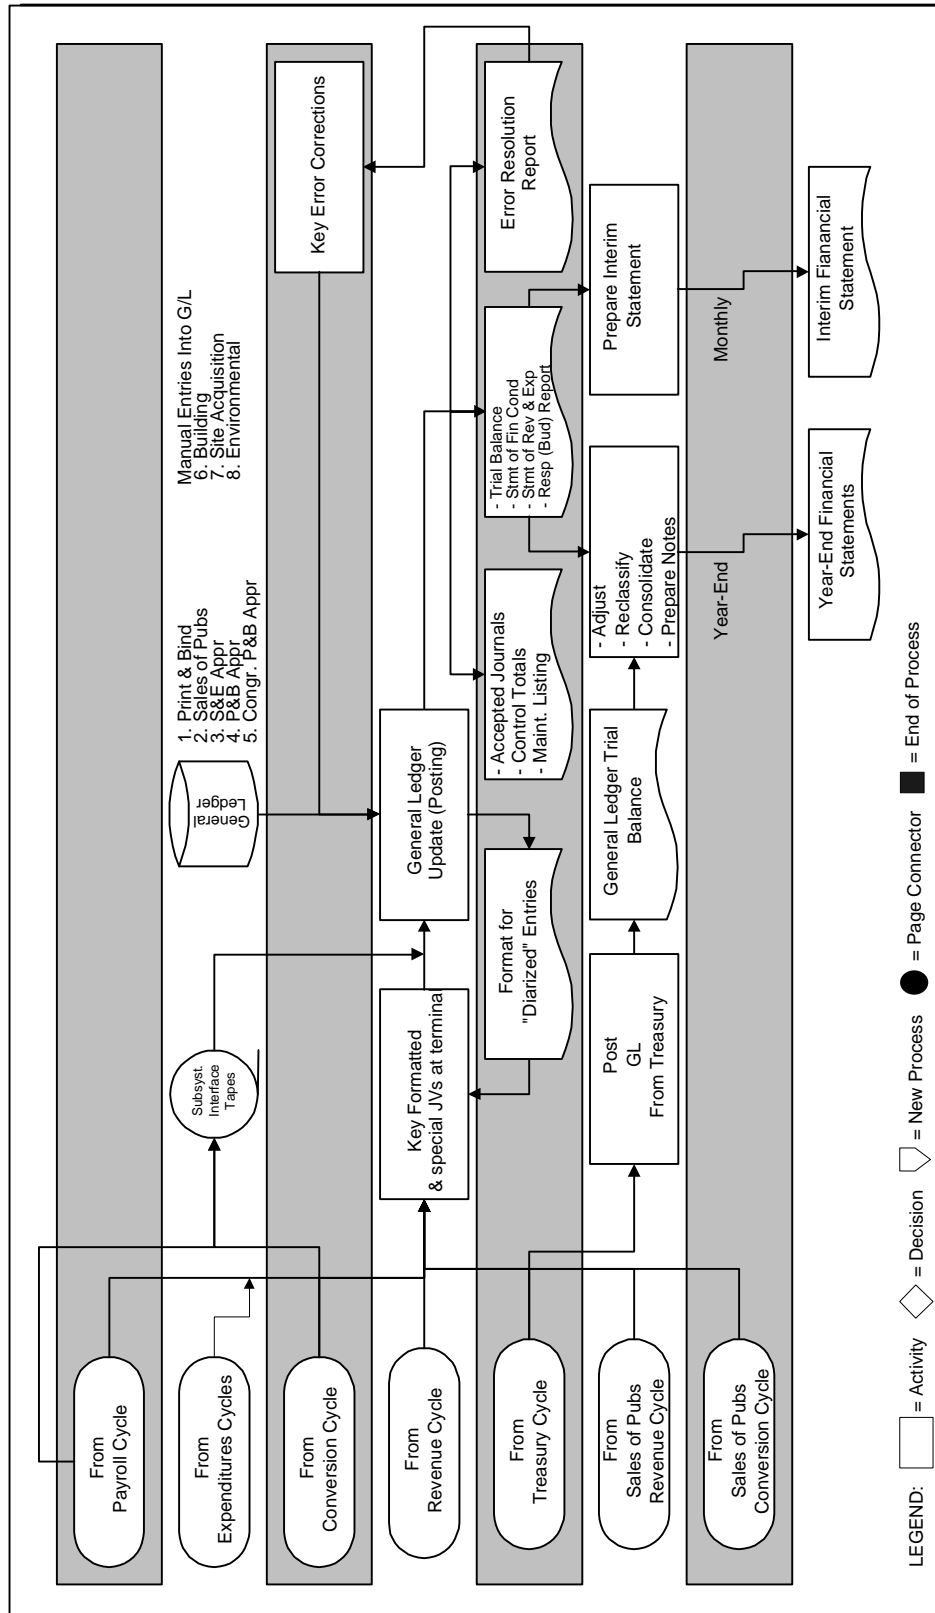 From
Payroll Cycle
From
Expenditures Cycles
From
Conversion Cycle
From
Revenue Cycle
From
Treasury Cycle
From
Sales of Pubs
Revenue Cycle
From
Sales of Pubs
Conversion Cycle
Subsyst.
Interface
Tapes
General
Ledger
1. Print & Bind
2. Sales of Pubs
3. S&E Appr
4. P&B Appr
5. Congr. P&B Appr
Manual Entries Into G/L
6. Building
7. Site Acquisition
8. Environmental
Key Error Corrections
Key Formatted
& special JVs at terminal
General Ledger
Update (Posting)
Format for
"Diarized" Entries
- Accepted Journals
- Control Totals
- Maint. Listing
- Trial Balance
- Stmt of Fin Cond
- Stmt of Rev & Exp
- Resp (Bud) Report
Error Resolution
Report
Post
GL
From Treasury
General Ledger Trial
Balance
- Adjust
- Reclassify
- Consolidate
- Prepare Notes
Prepare Interim
Statement
Year-End
Monthly
Year-End Financial
Statements
Interim Fianancial
Statement
LEGEND:
= Activity
= Decision
= New Process
= Page Connector
= End of Process